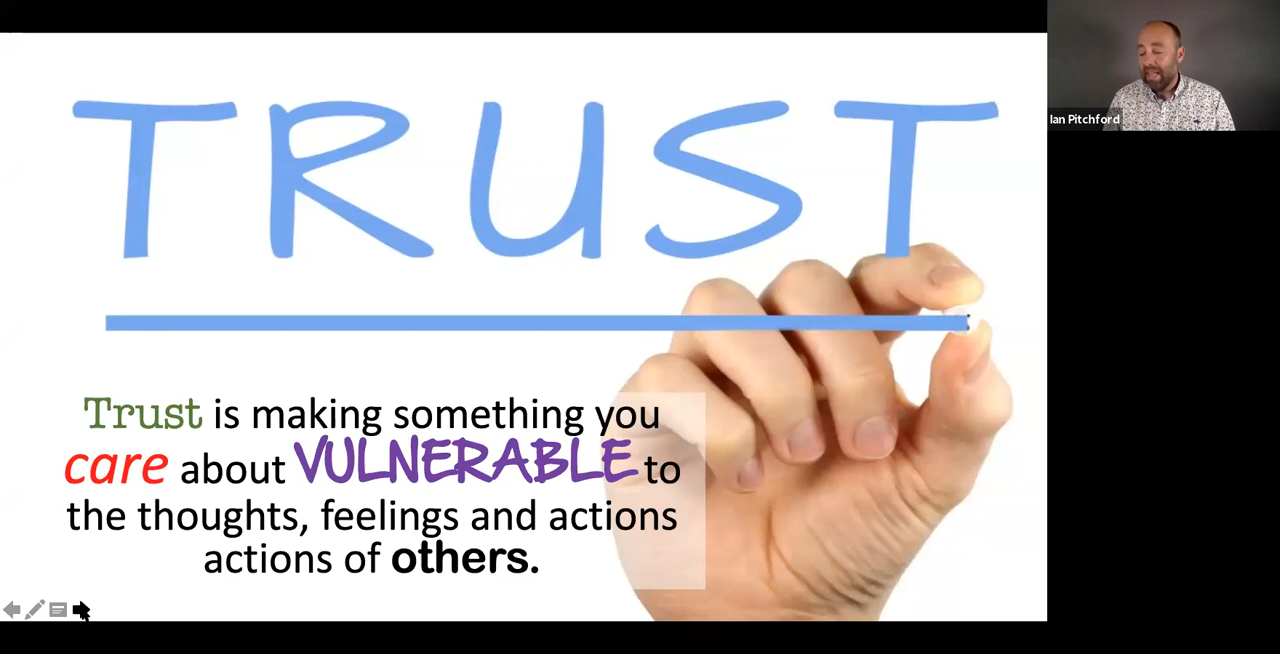 TRUST
Ian Pitchford
Trust is making something you
care about VULNERABLE to
the thoughts, feelings and actions
actions of others.